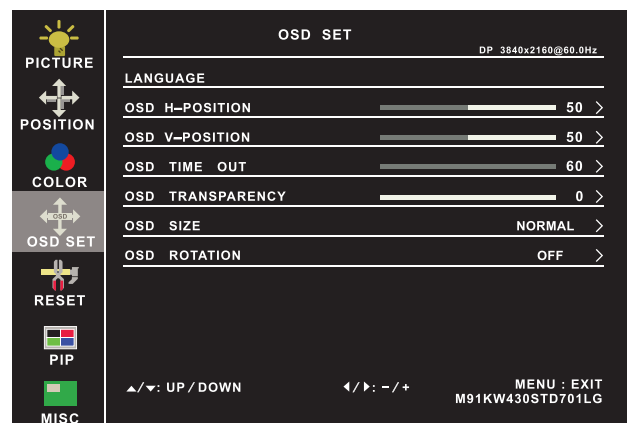 PICTURE
POSITION
COLOR
OSD
OSD SET
RESET
PIP
MISC
OSD SET
DP 3840x2160@60.0Hz
LANGUAGE
OSD H–POSITION 50 >
OSD V–POSITION 50 >
OSD TIME OUT 60 >
OSD TRANSPARENCY 0 >
OSD SIZE NORMAL >
OSD ROTATION OFF >
▲/▼: UP / DOWN ◀/▶: – / + MENU : EXIT
M91KW430STD701LG